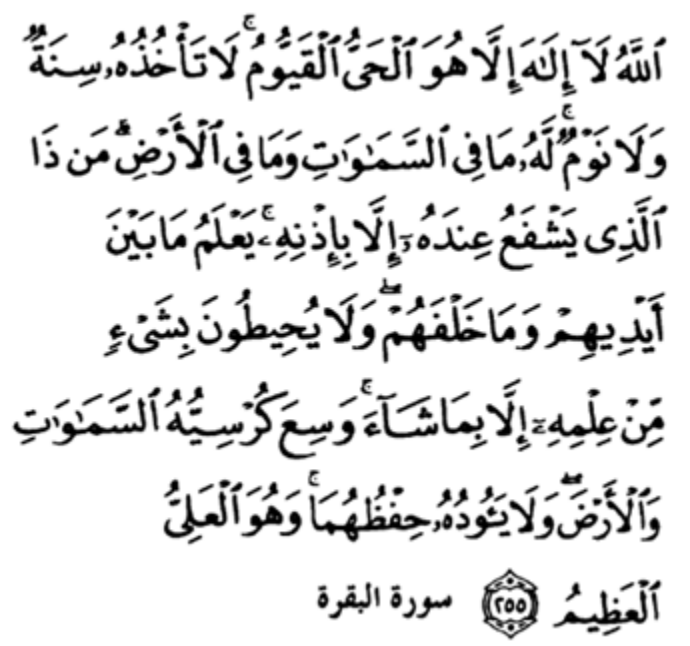 ٱللَّهُ لَآ إِلَٰهَ إِلَّا هُوَ ٱلْحَىُّ ٱلْقَيُّومُ ۚ لَا تَأْخُذُهُۥ سِنَةٌ
وَلَا نَوْمٌ ۚ لَّهُۥ مَا فِى ٱلسَّمَٰوَٰتِ وَمَا فِى ٱلْأَرْضِ ۗ مَن ذَا
ٱلَّذِى يَشْفَعُ عِندَهُۥٓ إِلَّا بِإِذْنِهِۦ ۚ يَعْلَمُ مَا بَيْنَ
أَيْدِيهِمْ وَمَا خَلْفَهُمْ ۖ وَلَا يُحِيطُونَ بِشَىْءٍ
مِّنْ عِلْمِهِۦٓ إِلَّا بِمَا شَآءَ ۚ وَسِعَ كُرْسِيُّهُ ٱلسَّمَٰوَٰتِ
وَٱلْأَرْضَ ۖ وَلَا يَـُٔودُهُۥ حِفْظُهُمَا ۚ وَهُوَ ٱلْعَلِىُّ
ٱلْعَظِيمُ ٢٥٥ سورة البقرة